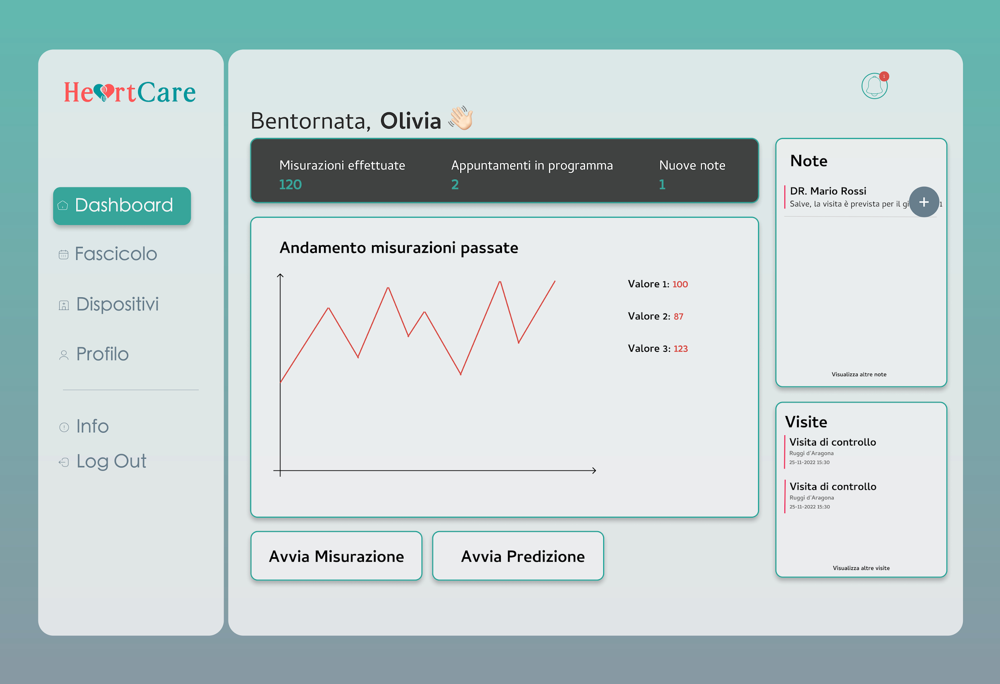 HeartCare
Dashboard
Fascicolo
Dispositivi
Profilo
Info
Log Out
1
Bentornata, Olivia
Misurazioni effettuate
120
Appuntamenti in programma
2
Nuove note
1
Andamento misurazioni passate
Valore 1: 100
Valore 2: 87
Valore 3: 123
Avvia Misurazione
Avvia Predizione
Note
DR. Mario Rossi
Salve, la visita è prevista per il
+
Visualizza altre note
Visite
Visita di controllo
Ruggi d'Aragona
25-11-2022 15:30
Visita di controllo
Ruggi d'Aragona
25-11-2022 15:30
Visualizza altre visite